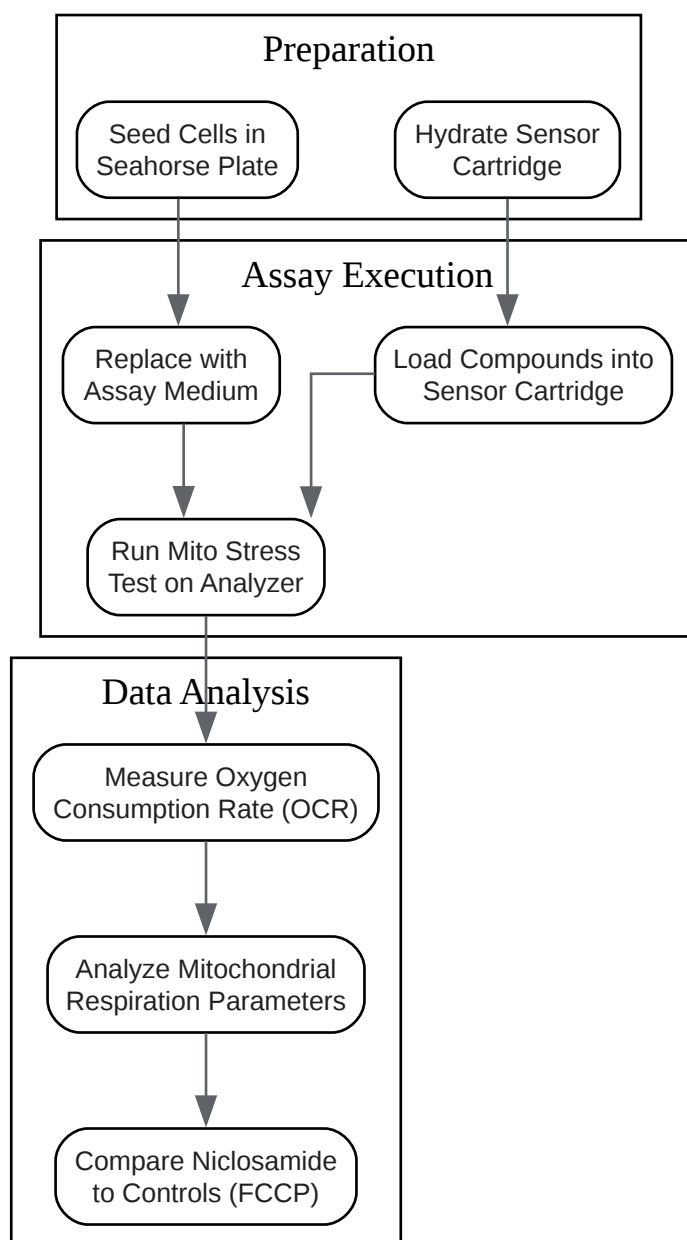 Preparation
Seed Cells in
Seahorse Plate
Hydrate Sensor
Cartridge
Assay Execution
Replace with
Assay Medium
Load Compounds into
Sensor Cartridge
Run Mito Stress
Test on Analyzer
Data Analysis
Measure Oxygen
Consumption Rate (OCR)
Analyze Mitochondrial
Respiration Parameters
Compare Niclosamide
to Controls (FCCP)